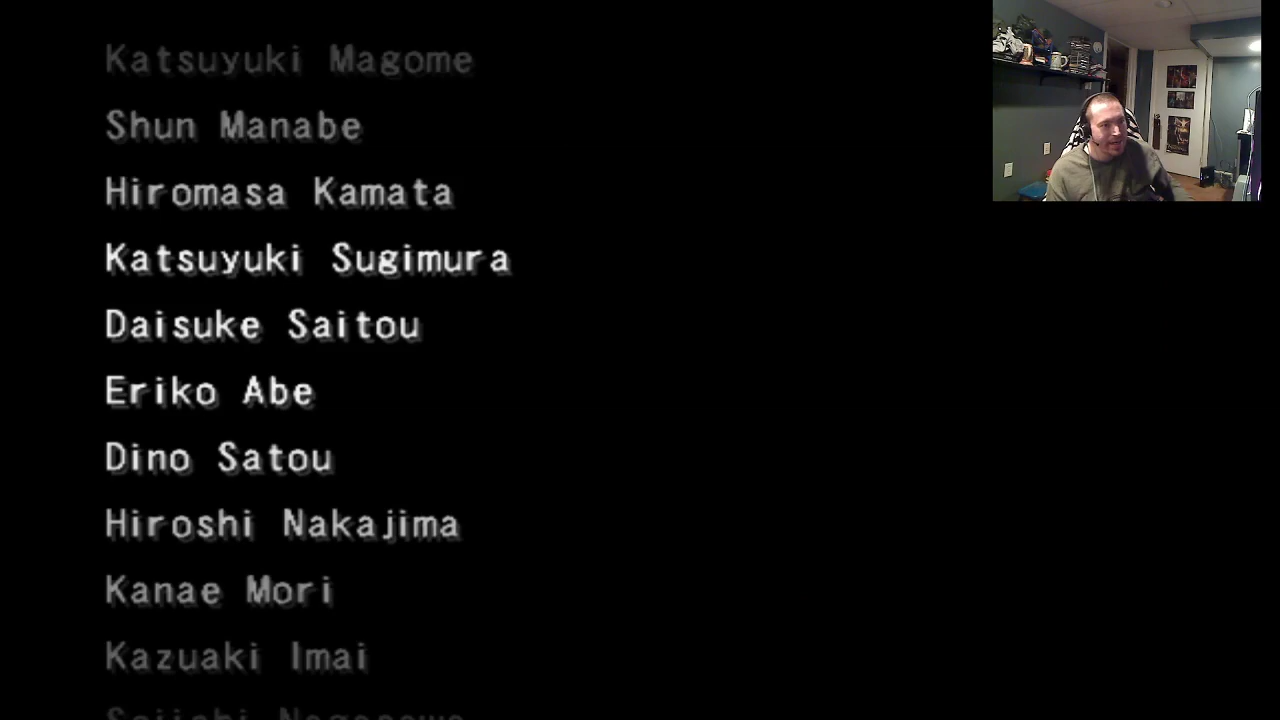 Katsuyuki Magome
Shun Manabe
Hiromasa Kamata
Katsuyuki Sugimura
Daisuke Saitou
Eriko Abe
Dino Satou
Hiroshi Nakajima
Kanae Mori
Kazuaki Imai